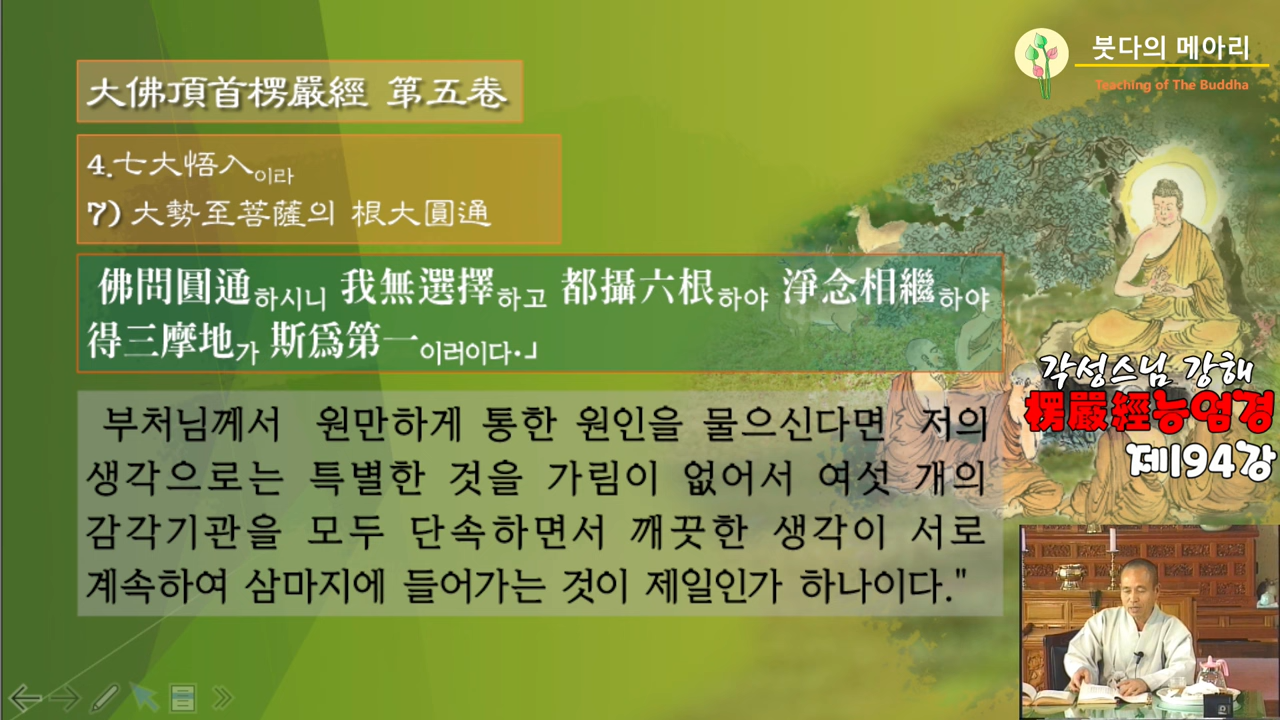 大佛頂首楞嚴經 第五卷
4.七大悟入이라
7) 大勢至菩薩의 根大圓通
佛問圓通하시니 我無選擇하고 都攝六根하야 淨念相繼하야
得三摩地가 斯爲第一이러이다.」
부처님께서 원만하게 통한 원인을 물으신다면 저의
생각으로는 특별한 것을 가림이 없어서 여섯 개의
감각기관을 모두 단속하면서 깨끗한 생각이 서로
계속하여 삼마지에 들어가는 것이 제일인가 하나이다."
붓다의 메아리
Teaching of The Buddha
각성스님 강해
楞嚴經능엄경
제194강